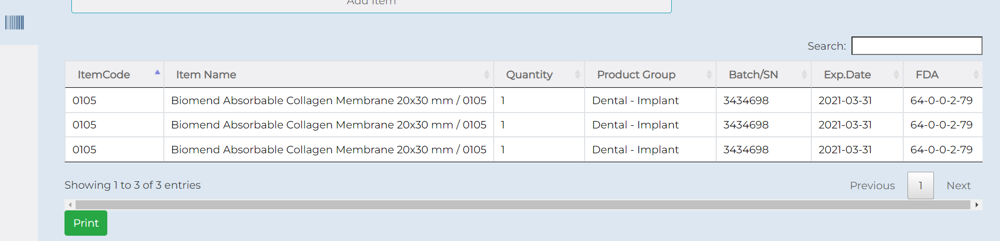 Add Item
Search:
ItemCode Item Name Quantity Product Group Batch/SN Exp.Date FDA
0105 Biomend Absorbable Collagen Membrane 20x30 mm / 0105 1 Dental - Implant 3434698 2021-03-31 64-0-0-2-79
0105 Biomend Absorbable Collagen Membrane 20x30 mm / 0105 1 Dental - Implant 3434698 2021-03-31 64-0-0-2-79
0105 Biomend Absorbable Collagen Membrane 20x30 mm / 0105 1 Dental - Implant 3434698 2021-03-31 64-0-0-2-79
Showing 1 to 3 of 3 entries Previous 1 Next
Print